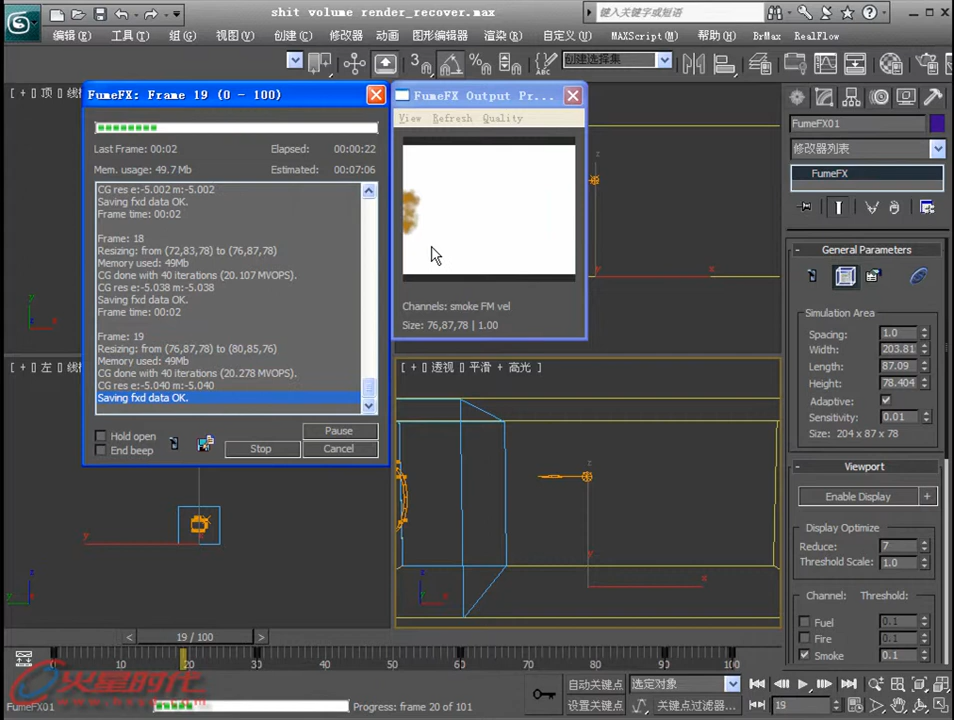 shit volume render_recover.max
键入关键字或短语
编辑(E) 工具(T) 组(G) 视图(V) 创建(C) 修改器 动画 图形编辑器 渲染(R) 自定义(U) MAXScript(M) 帮助(H) BrMax RealFlow
3
创建选择集
FumeFX: Frame 19 (0 - 100)
Last Frame: 00:02 Elapsed: 00:00:22
Mem. usage: 49.7 Mb Estimated: 00:07:06
CG res e:-5.002 m:-5.002
Saving fxd data OK.
Frame time: 00:02
Frame: 18
Resizing: from (72,83,78) to (76,87,78)
Memory used: 49Mb
CG done with 40 iterations (20.107 MVOPS).
CG res e:-5.038 m:-5.038
Saving fxd data OK.
Frame time: 00:02
Frame: 19
Resizing: from (76,87,78) to (80,85,76)
Memory used: 49Mb
CG done with 40 iterations (20.278 MVOPS).
CG res e:-5.040 m:-5.040
Saving fxd data OK.
Hold open
End beep
Pause
Stop
Cancel
FumeFX Output Pr...
View Refresh Quality
Channels: smoke FM vel
Size: 76,87,78 | 1.00
[ + [] 透视 ] 平滑 + 高光 ]
FumeFX01
修改器列表
FumeFX
General Parameters
Simulation Area
Spacing: 1.0
Width: 203.81
Length: 87.09
Height: 78.404
Adaptive:
Sensitivity: 0.01
Size: 204 x 87 x 78
Viewport
Enable Display +
Display Optimize
Reduce: 7
Threshold Scale: 1.0
Channel: Threshold:
Fuel 0.1
Fire 0.1
Smoke 0.1
< 19 / 100 >
10 20 30 40 50 60 70 80 90 100
火星时代
FumeFX01
Progress: frame 20 of 101
自动关键点 选定对象
设置关键点 关键点过滤器...
19